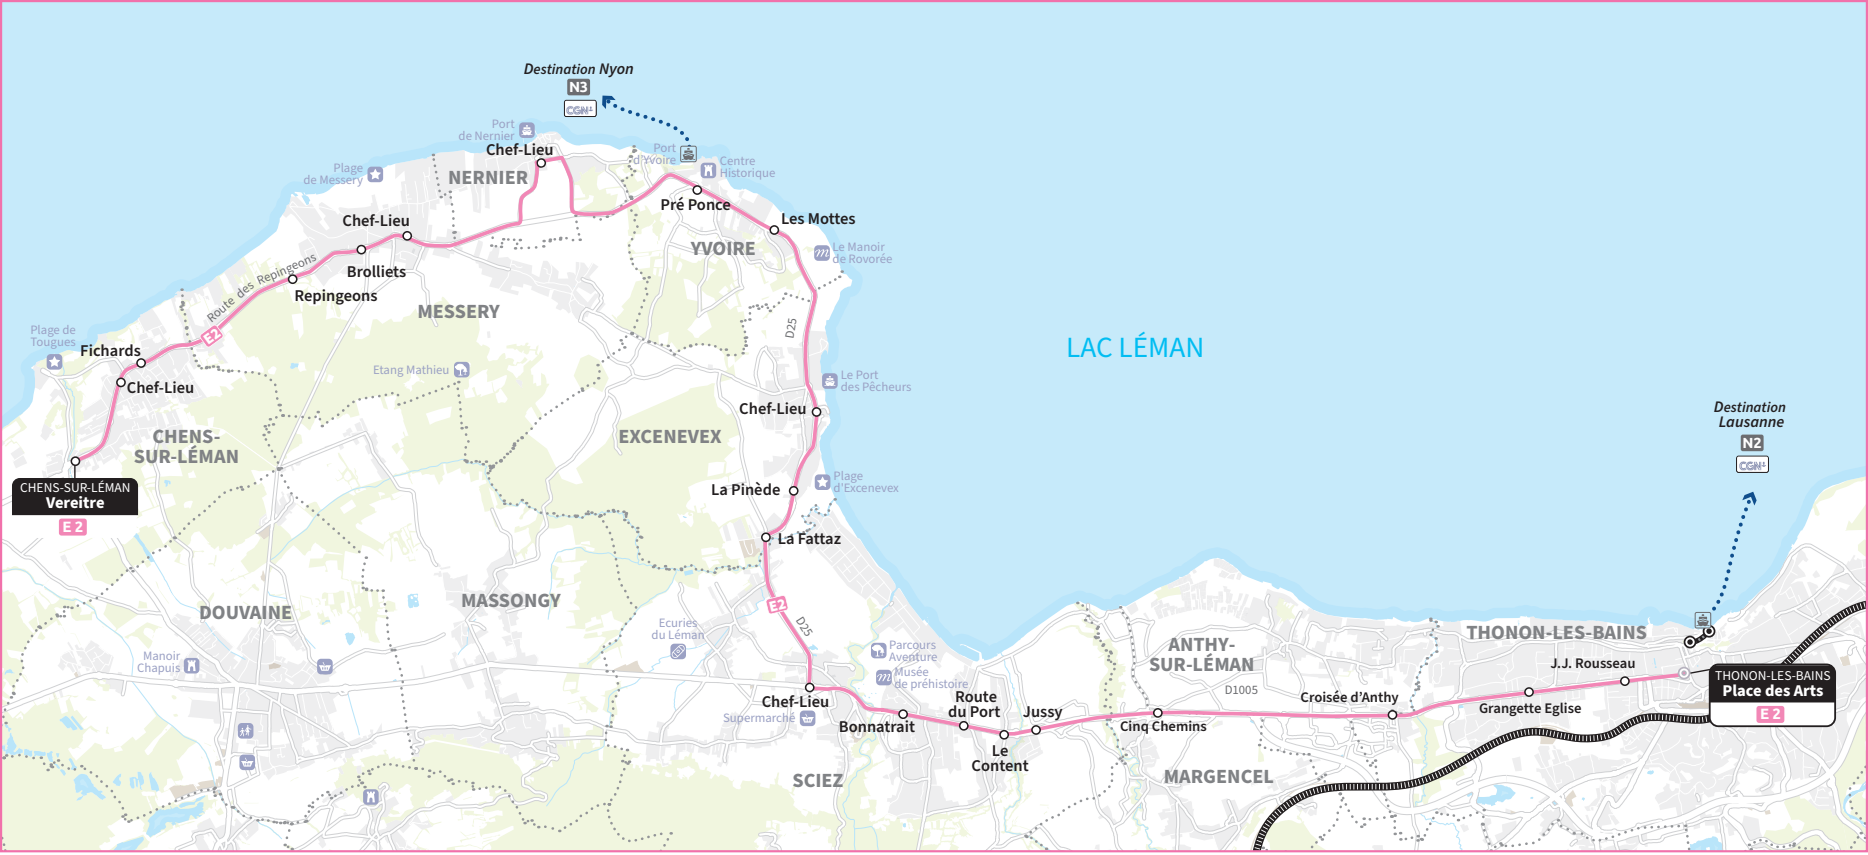 Destination Nyon
N3
CGN
Port
de Nernier
Chef-Lieu
NERNIER
Plage
de Messery
Port
d'Yvoire
Centre
Historique
Pré Ponce
Les Mottes
YVOIRE
Le Manoir
de Rovorée
Chef-Lieu
Brolliets
Route des Repingeons
Repingeons
MESSERY
E2
Plage de
Tougues
Fichards
Chef-Lieu
Etang Mathieu
D25
Le Port
des Pêcheurs
LAC LÉMAN
Chef-Lieu
CHENS-
SUR-LÉMAN
EXCENEVEX
CHENS-SUR-LÉMAN
Vereitre
E 2
La Pinède
Plage
d'Excenevex
La Fattaz
Destination
Lausanne
N2
CGN
DOUVAINE
MASSONGY
E2
D25
Ecuries
du Léman
Manoir
Chapuis
Parcours
Aventure
Musée
de préhistoire
Chef-Lieu
Supermarché
Bonnatrait
Route
du Port
Le
Content
Jussy
SCIEZ
ANTHY-
SUR-LÉMAN
D1005
Cinq Chemins
MARGENCEL
Croisée d'Anthy
THONON-LES-BAINS
J.J. Rousseau
Grangette Eglise
THONON-LES-BAINS
Place des Arts
E 2